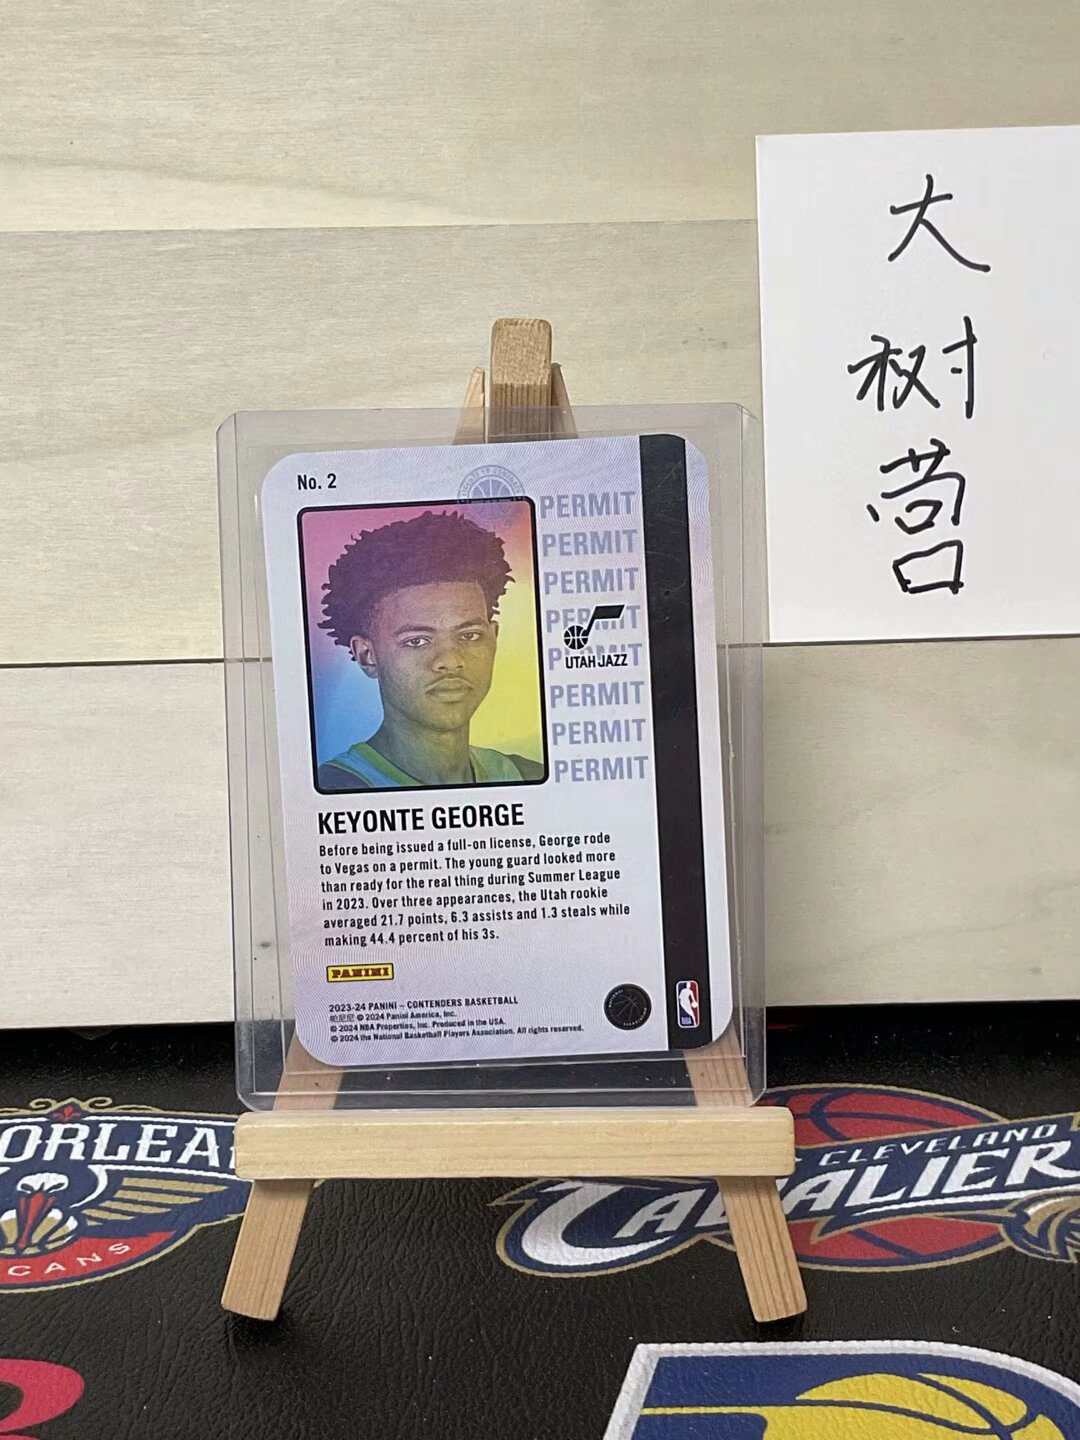 大
树
营
No. 2
PERMIT
PERMIT
PERMIT
PERMIT
PERMIT
PERMIT
PERMIT
PERMIT
UTAH JAZZ
KEYONTE GEORGE
Before being issued a full-on license, George rode
to Vegas on a permit. The young guard looked more
than ready for the real thing during Summer League
in 2023. Over three appearances, the Utah rookie
averaged 21.7 points, 6.3 assists and 1.3 steals while
making 44.4 percent of his 3s.
PANINI
2023-24 PANINI – CONTENDERS BASKETBALL
帕尼尼 © 2024 Panini America, Inc.
© 2024 NBA Properties, Inc. Produced in the USA.
© 2024 the National Basketball Players Association. All rights reserved.
NBA
ORLEA
CANS
CLEVELAND
CAVALIER